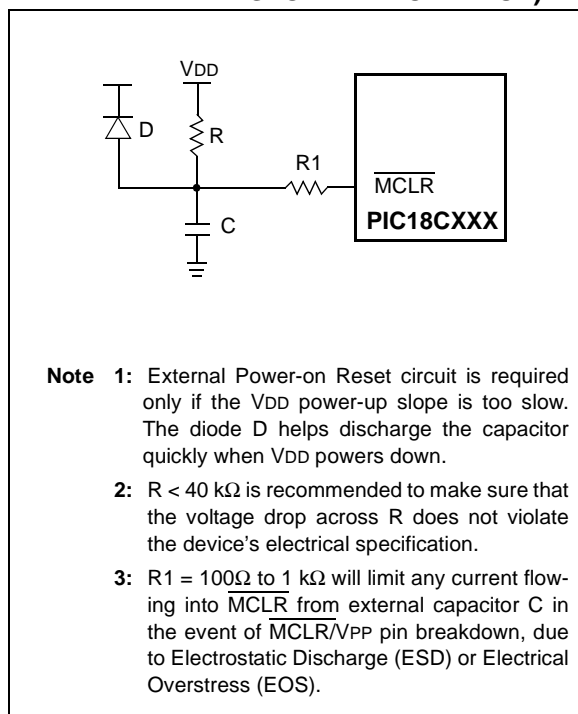 VDD
D
R
R1
MCLR
PIC18CXXX
C
Note 1: External Power-on Reset circuit is required
only if the VDD power-up slope is too slow.
The diode D helps discharge the capacitor
quickly when VDD powers down.
2: R < 40 kΩ is recommended to make sure that
the voltage drop across R does not violate
the device's electrical specification.
3: R1 = 100Ω to 1 kΩ will limit any current flow-
ing into MCLR from external capacitor C in
the event of MCLR/VPP pin breakdown, due
to Electrostatic Discharge (ESD) or Electrical
Overstress (EOS).